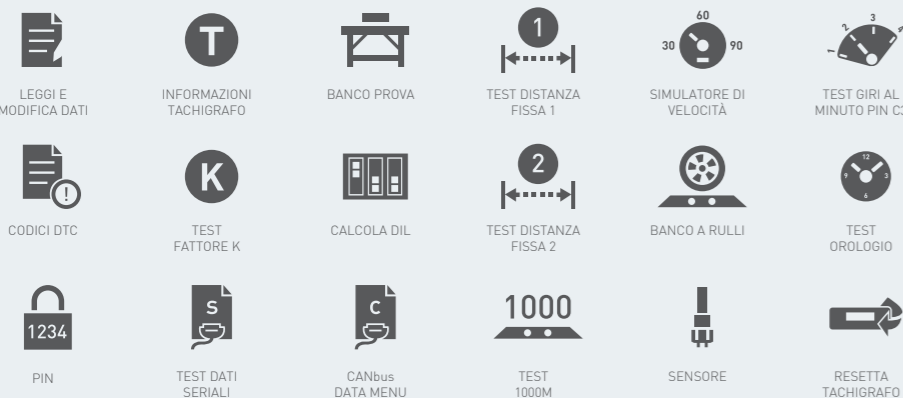 T
1
60
30
90
1
2
3
4
LEGGI E
MODIFICA DATI
INFORMAZIONI
TACHIGRAFO
BANCO PROVA
TEST DISTANZA
FISSA 1
SIMULATORE DI
VELOCITÀ
TEST GIRI AL
MINUTO PIN C3
!
K
2
12
9
3
6
CODICI DTC
TEST
FATTORE K
CALCOLA DIL
TEST DISTANZA
FISSA 2
BANCO A RULLI
TEST
OROLOGIO
1234
S
C
1000
PIN
TEST DATI
SERIALI
CANbus
DATA MENU
TEST
1000M
SENSORE
RESETTA
TACHIGRAFO